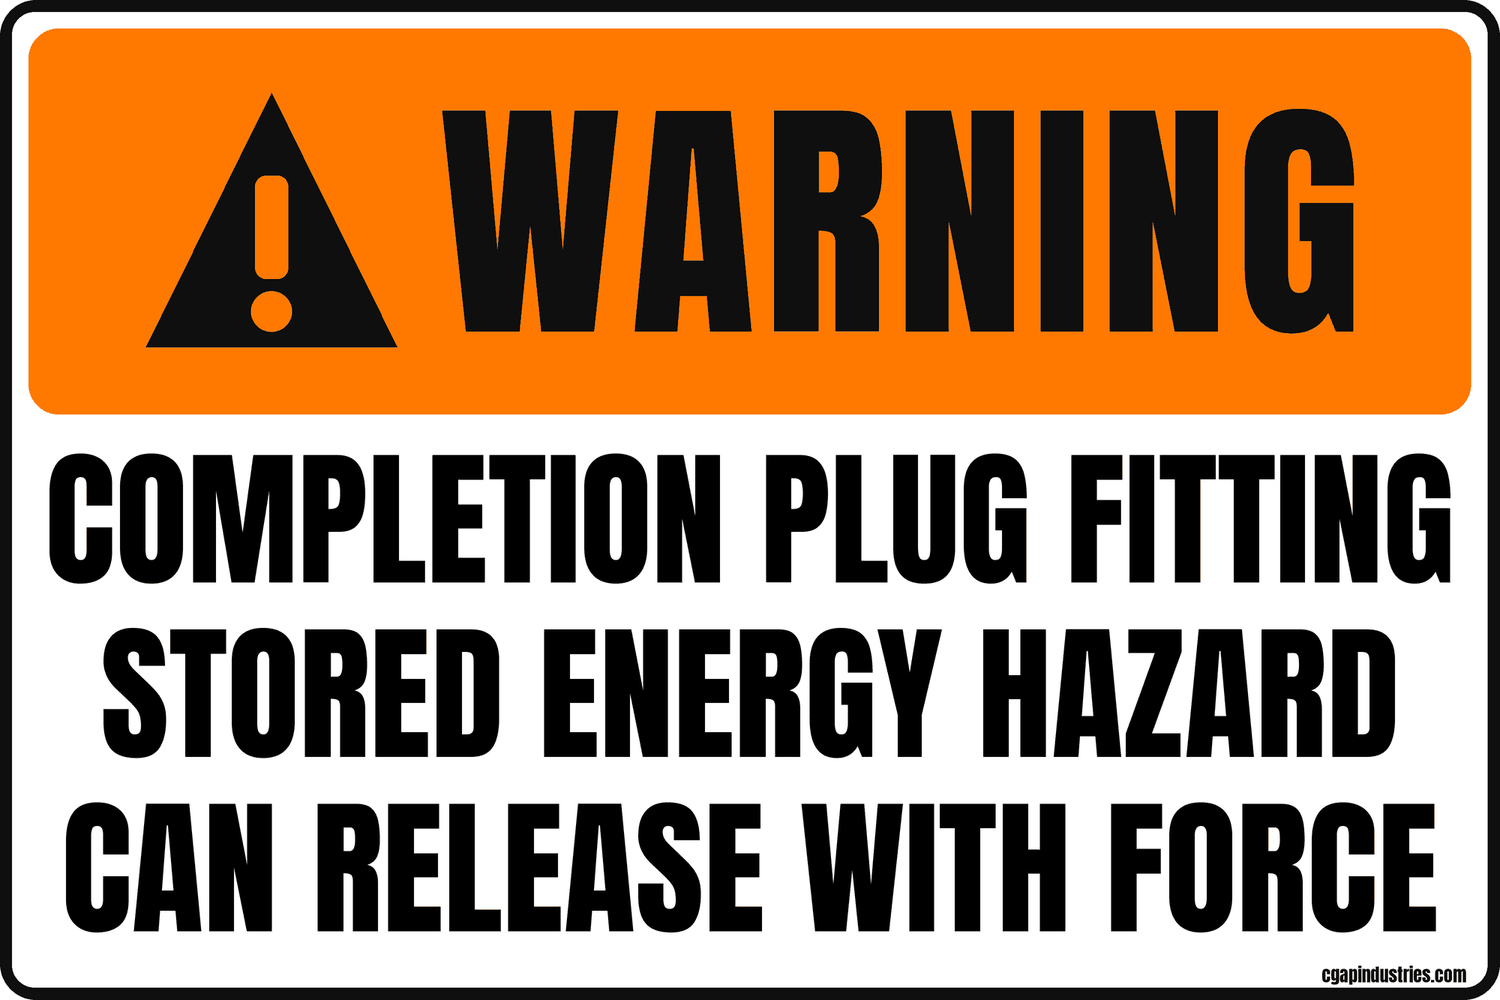 WARNING
COMPLETION PLUG FITTING
STORED ENERGY HAZARD
CAN RELEASE WITH FORCE
cgapindustries.com